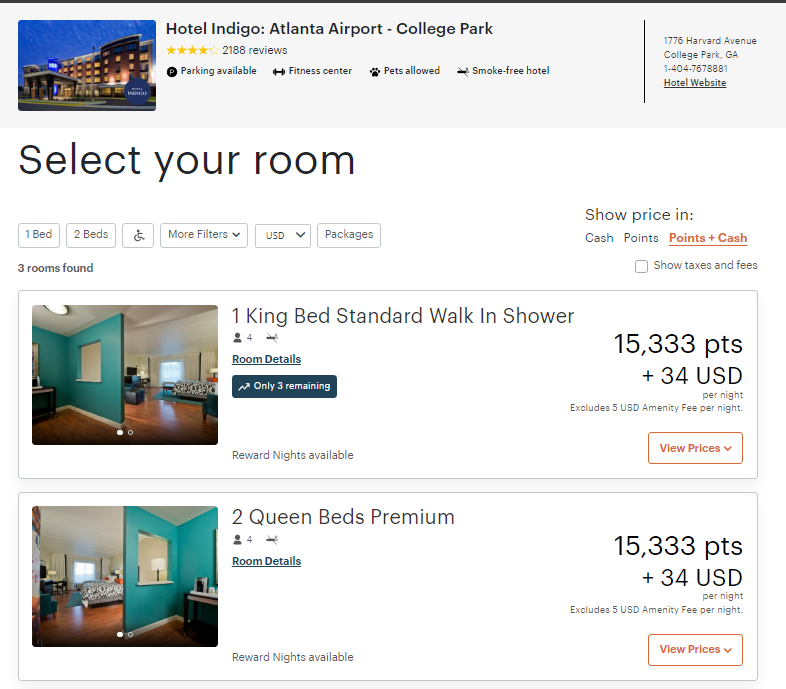 Hotel Indigo: Atlanta Airport - College Park
2188 reviews
P Parking available Fitness center Pets allowed Smoke-free hotel
1776 Harvard Avenue
College Park, GA
1-404-7678881
Hotel Website
HOTEL
INDIGO
Select your room
Show price in:
1 Bed 2 Beds More Filters USD Packages
Cash Points Points + Cash
3 rooms found
Show taxes and fees
1 King Bed Standard Walk In Shower
4
Room Details
Only 3 remaining
15,333 pts
+ 34 USD
per night
Excludes 5 USD Amenity Fee per night.
Reward Nights available
View Prices
2 Queen Beds Premium
4
Room Details
15,333 pts
+ 34 USD
per night
Excludes 5 USD Amenity Fee per night.
Reward Nights available
View Prices